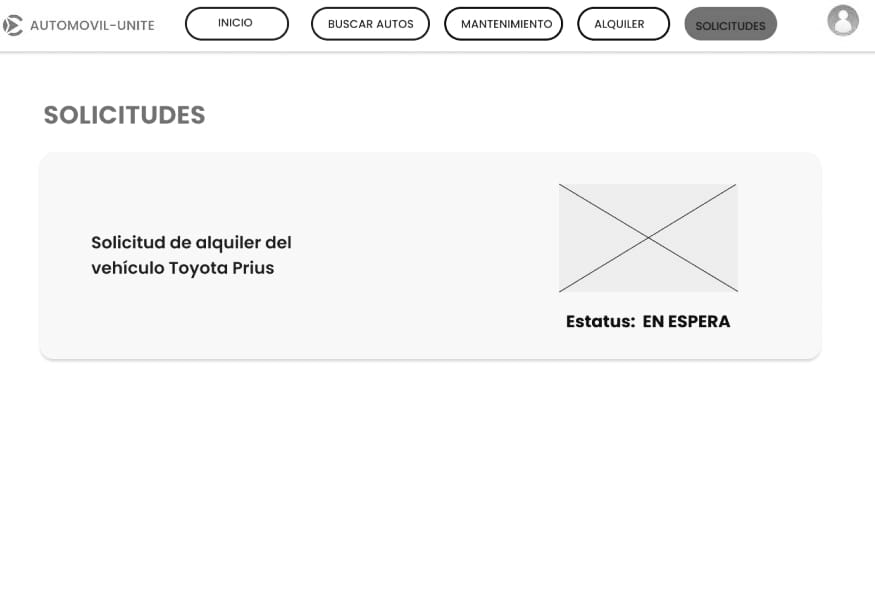 AUTOMOVIL-UNITE
INICIO
BUSCAR AUTOS
MANTENIMIENTO
ALQUILER
SOLICITUDES
SOLICITUDES
Solicitud de alquiler del
vehículo Toyota Prius
Estatus: EN ESPERA